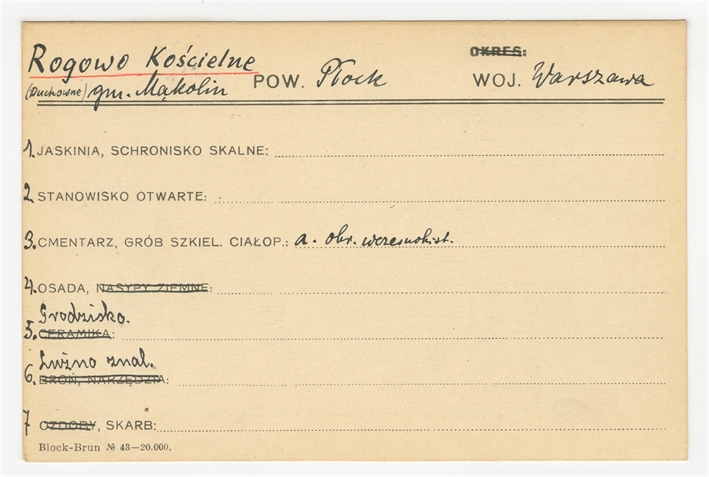 Rogowo Kościelne OKRES:
(Duchowne) gm. Mąkolin POW. Płock WOJ. Warszawa
1. JASKINIA, SCHRONISKO SKALNE:
2. STANOWISKO OTWARTE:
3. CMENTARZ, GRÓB SZKIEL. CIAŁOP.: a. obr. wczesnohist.
4. OSADA, NASYPY ZIEMNE:
Grodzisko.
5. CERAMIKA:
Luźno znal.
6. BROŃ, NARZĘDZIA:
7 OZDOBY, SKARB:
Block-Brun № 43—20.000.